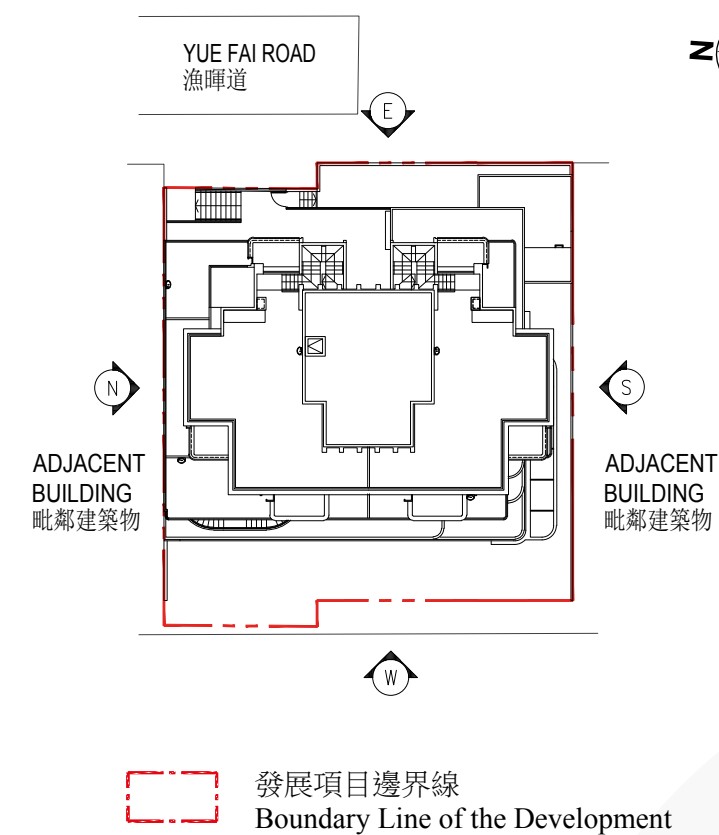 YUE FAI ROAD
漁暉道
N
E
N
S
ADJACENT
BUILDING
毗鄰建築物
ADJACENT
BUILDING
毗鄰建築物
W
發展項目邊界線
Boundary Line of the Development